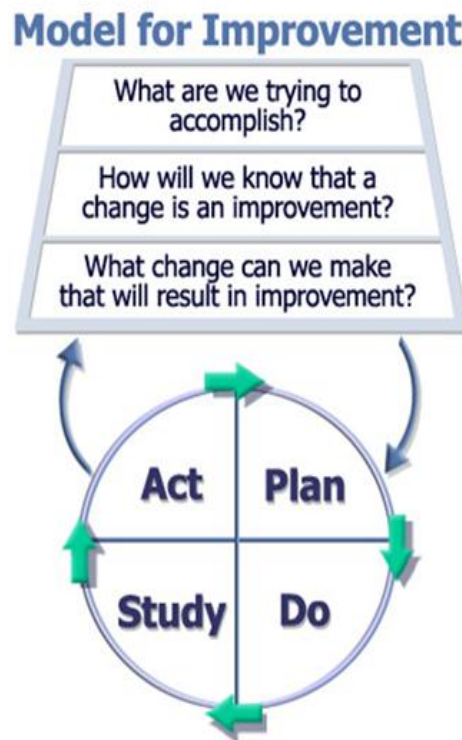 Model for Improvement
What are we trying to
accomplish?
How will we know that a
change is an improvement?
What change can we make
that will result in improvement?
Act
Plan
Study
Do